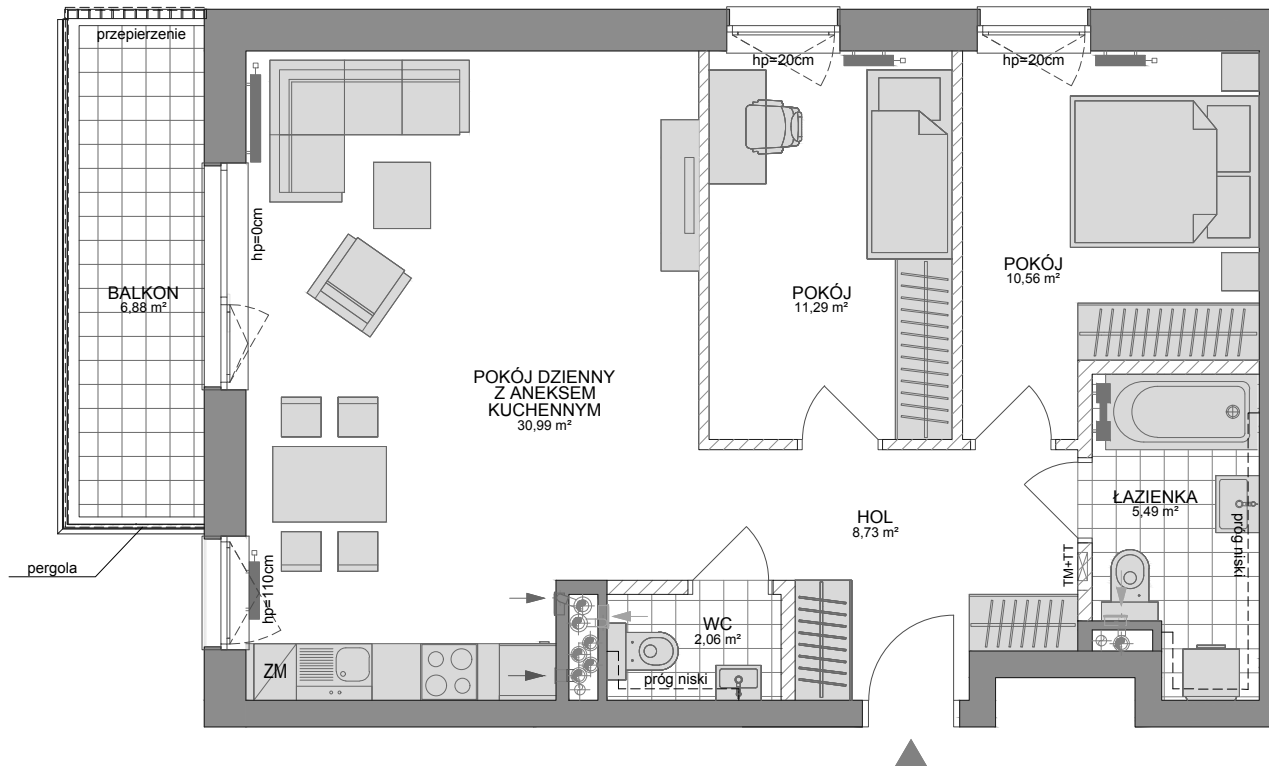 przepierzenie
hp=20cm
hp=20cm
hp=0cm
BALKON
6,88 m²
POKÓJ
10,56 m²
POKÓJ
11,29 m²
POKÓJ DZIENNY
Z ANEKSEM
KUCHENNYM
30,99 m²
HOL
8,73 m²
ŁAZIENKA
5,49 m²
próg niski
TM+TT
pergola
hp=110cm
WC
2,06 m²
ZM
próg niski